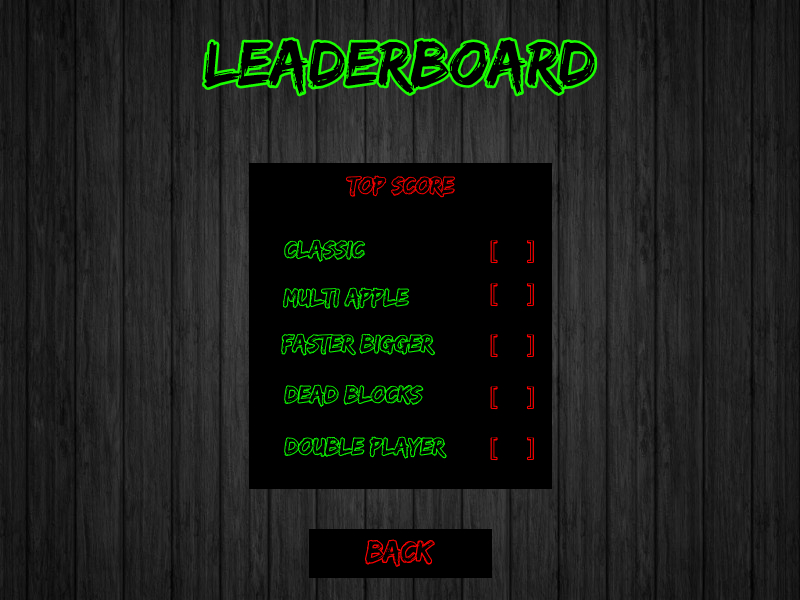 LEADERBOARD
TOP SCORE
CLASSIC [ ]
MULTI APPLE [ ]
FASTER BIGGER [ ]
DEAD BLOCKS [ ]
DOUBLE PLAYER [ ]
BACK